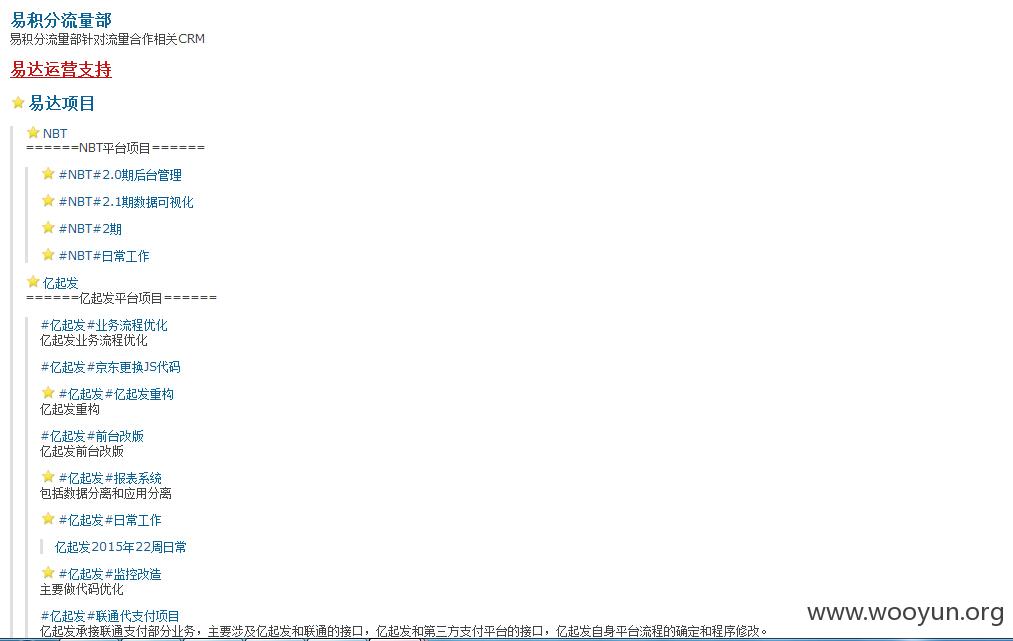 易积分流量部
易积分流量部针对流量合作相关CRM
易达运营支持
易达项目
NBT
======NBT平台项目======
#NBT#2.0期后台管理
#NBT#2.1期数据可视化
#NBT#2期
#NBT#日常工作
亿起发
======亿起发平台项目======
#亿起发#业务流程优化
亿起发业务流程优化
#亿起发#京东更换JS代码
#亿起发#亿起发重构
亿起发重构
#亿起发#前台改版
亿起发前台改版
#亿起发#报表系统
包括数据分离和应用分离
#亿起发#日常工作
亿起发2015年22周日常
#亿起发#监控改造
主要做代码优化
#亿起发#联通代支付项目
亿起发承接联通支付部分业务，主要涉及亿起发和联通的接口，亿起发和第三方支付平台的接口，亿起发自身平台流程的确定和程序修改。
www.wooyun.org